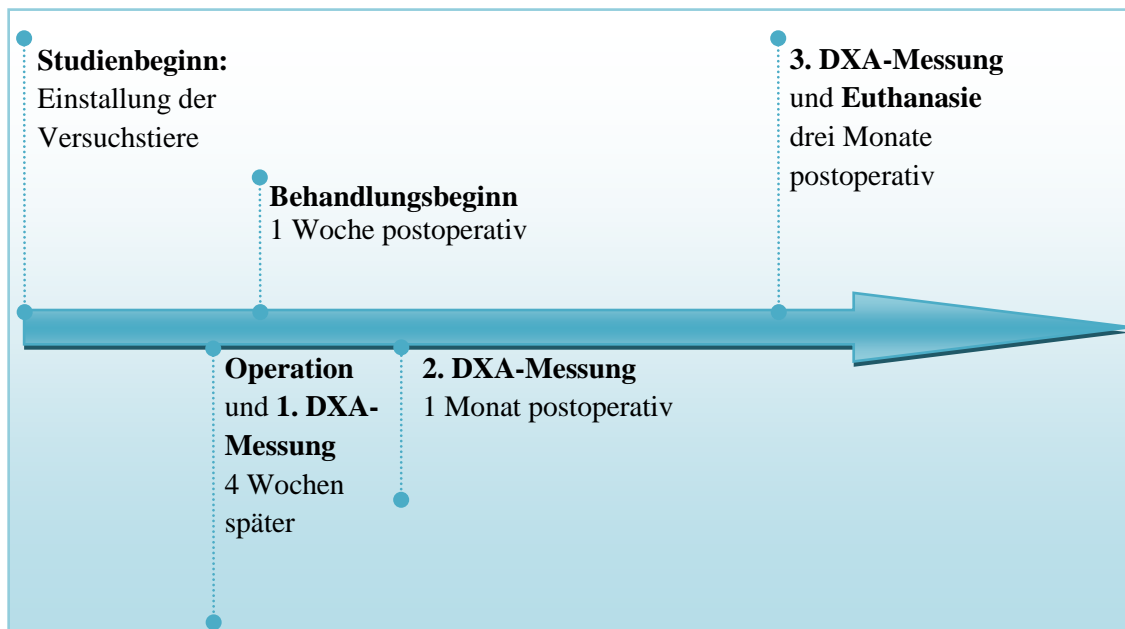 Studienbeginn:
Einstallung der
Versuchstiere
Behandlungsbeginn
1 Woche postoperativ
3. DXA-Messung
und Euthanasie
drei Monate
postoperativ
Operation
und 1. DXA-
Messung
4 Wochen
später
2. DXA-Messung
1 Monat postoperativ